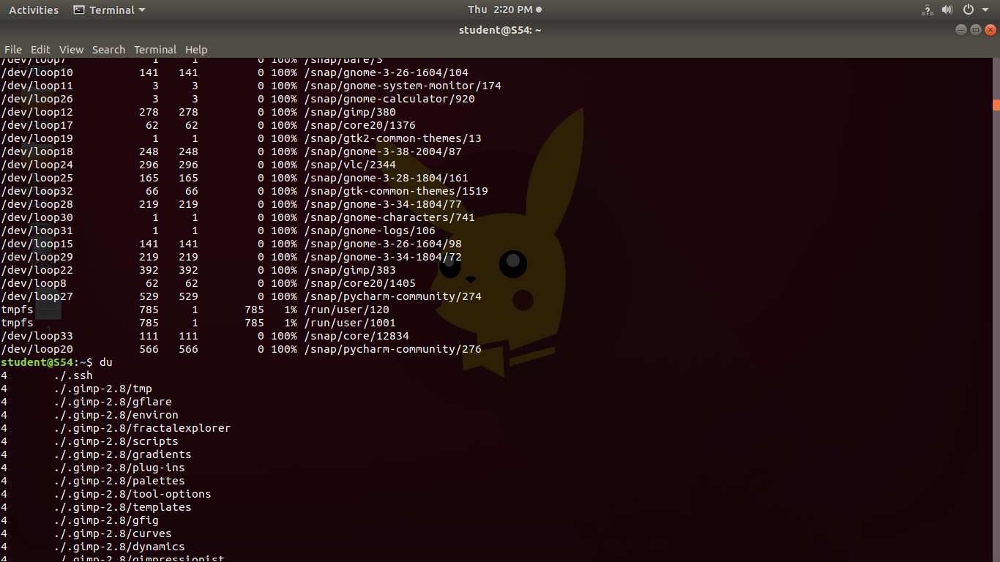 Activities Terminal Thu 2:20 PM
student@S54: ~
File Edit View Search Terminal Help
/dev/loop7 1 1 0 100% /snap/bare/5
/dev/loop10 141 141 0 100% /snap/gnome-3-26-1604/104
/dev/loop11 3 3 0 100% /snap/gnome-system-monitor/174
/dev/loop26 3 3 0 100% /snap/gnome-calculator/920
/dev/loop12 278 278 0 100% /snap/gimp/380
/dev/loop17 62 62 0 100% /snap/core20/1376
/dev/loop19 1 1 0 100% /snap/gtk2-common-themes/13
/dev/loop18 248 248 0 100% /snap/gnome-3-38-2004/87
/dev/loop24 296 296 0 100% /snap/vlc/2344
/dev/loop25 165 165 0 100% /snap/gnome-3-28-1804/161
/dev/loop32 66 66 0 100% /snap/gtk-common-themes/1519
/dev/loop28 219 219 0 100% /snap/gnome-3-34-1804/77
/dev/loop30 1 1 0 100% /snap/gnome-characters/741
/dev/loop31 1 1 0 100% /snap/gnome-logs/106
/dev/loop15 141 141 0 100% /snap/gnome-3-26-1604/98
/dev/loop29 219 219 0 100% /snap/gnome-3-34-1804/72
/dev/loop22 392 392 0 100% /snap/gimp/383
/dev/loop8 62 62 0 100% /snap/core20/1405
/dev/loop27 529 529 0 100% /snap/pycharm-community/274
tmpfs 785 1 785 1% /run/user/120
tmpfs 785 1 785 1% /run/user/1001
/dev/loop33 111 111 0 100% /snap/core/12834
/dev/loop20 566 566 0 100% /snap/pycharm-community/276
student@S54:~$ du
4 ./.ssh
4 ./.gimp-2.8/tmp
4 ./.gimp-2.8/gflare
4 ./.gimp-2.8/environ
4 ./.gimp-2.8/fractalexplorer
4 ./.gimp-2.8/scripts
4 ./.gimp-2.8/gradients
4 ./.gimp-2.8/plug-ins
4 ./.gimp-2.8/palettes
4 ./.gimp-2.8/tool-options
4 ./.gimp-2.8/templates
4 ./.gimp-2.8/gfig
4 ./.gimp-2.8/curves
4 ./.gimp-2.8/dynamics
4 ./.gimp-2.8/gimpressionist